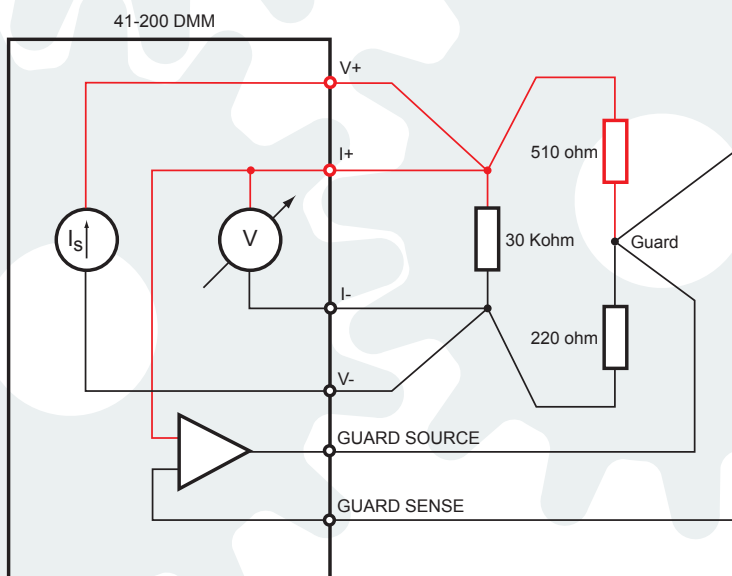 41-200 DMM
V+
I+
510 ohm
Is
V
30 Kohm
Guard
I-
220 ohm
V-
GUARD SOURCE
GUARD SENSE